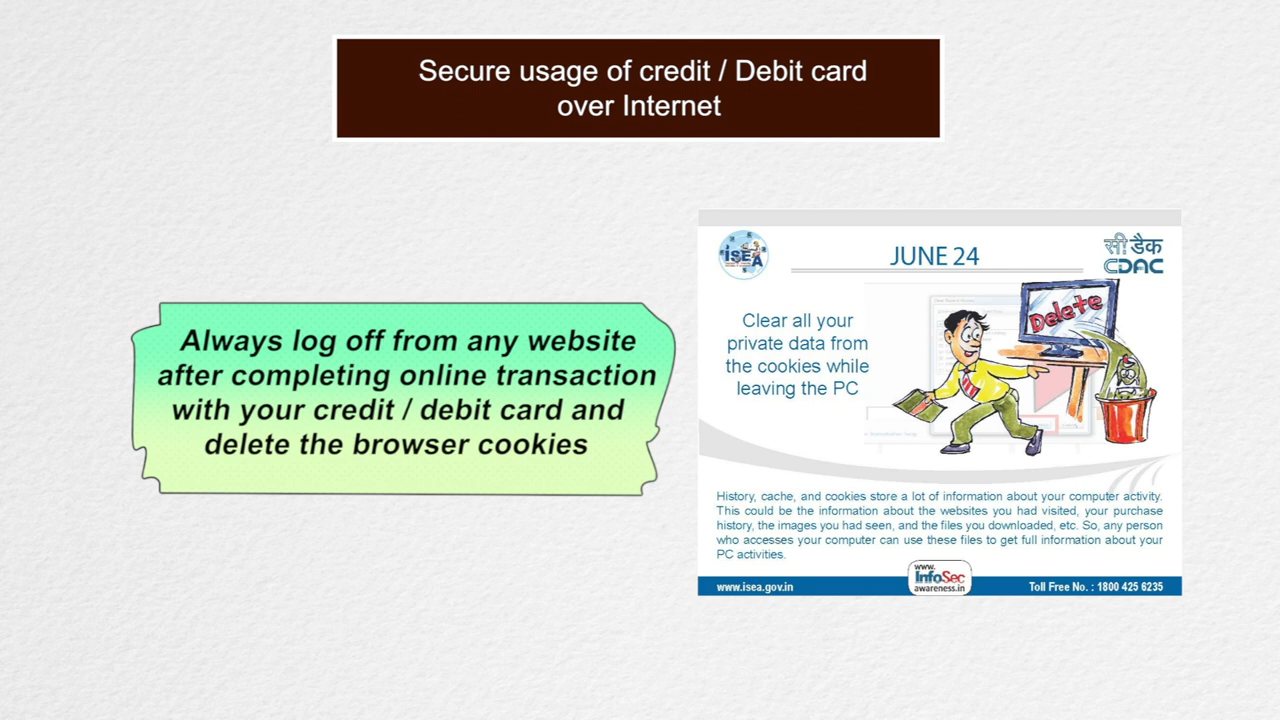 Secure usage of credit / Debit card
over Internet
Always log off from any website
after completing online transaction
with your credit / debit card and
delete the browser cookies
ISEA
JUNE 24
सी डैक
CDAC
Clear all your
private data from
the cookies while
leaving the PC
Delete
History, cache, and cookies store a lot of information about your computer activity.
This could be the information about the websites you had visited, your purchase
history, the images you had seen, and the files you downloaded, etc. So, any person
who accesses your computer can use these files to get full information about your
PC activities.
www.isea.gov.in
www.
InfoSec
awareness.in
Toll Free No. : 1800 425 6235